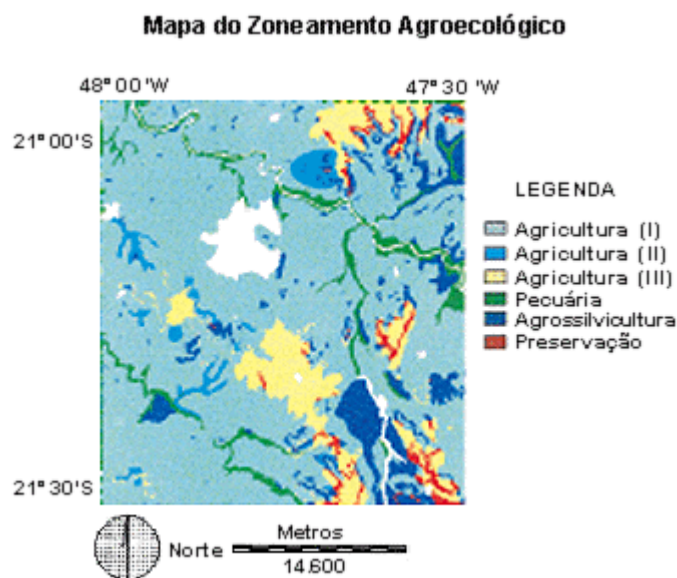 Mapa do Zoneamento Agroecológico
48° 00 'W 47° 30 'W
21° 00'S
LEGENDA
Agricultura (I)
Agricultura (II)
Agricultura (III)
Pecuária
Agrossilvicultura
Preservação
21° 30'S
Norte
Metros
14.600